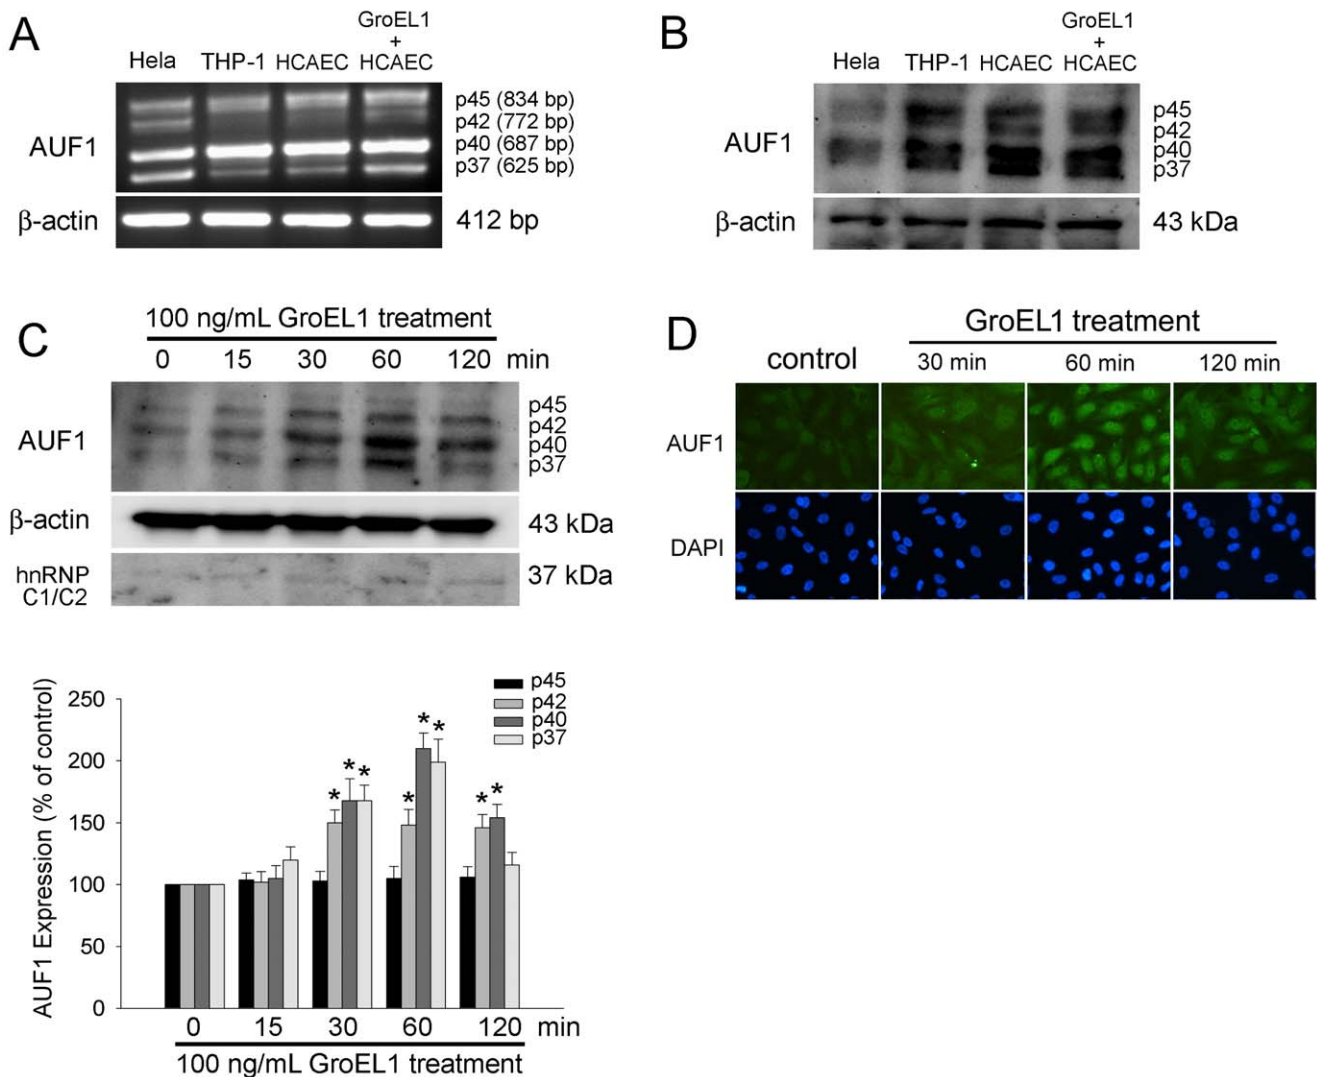 A
Hela THP-1 HCAEC GroEL1 + HCAEC
AUF1
p45 (834 bp)
p42 (772 bp)
p40 (687 bp)
p37 (625 bp)
β-actin 412 bp
B
Hela THP-1 HCAEC GroEL1 + HCAEC
AUF1
p45
p42
p40
p37
β-actin 43 kDa
C
100 ng/mL GroEL1 treatment
0 15 30 60 120 min
AUF1
p45
p42
p40
p37
β-actin 43 kDa
hnRNP
C1/C2
37 kDa
D
GroEL1 treatment
control 30 min 60 min 120 min
AUF1
DAPI
AUF1 Expression (% of control)
250
200
150
100
50
0
p45
p42
p40
p37
* * *
* * *
* *
0 15 30 60 120 min
100 ng/mL GroEL1 treatment